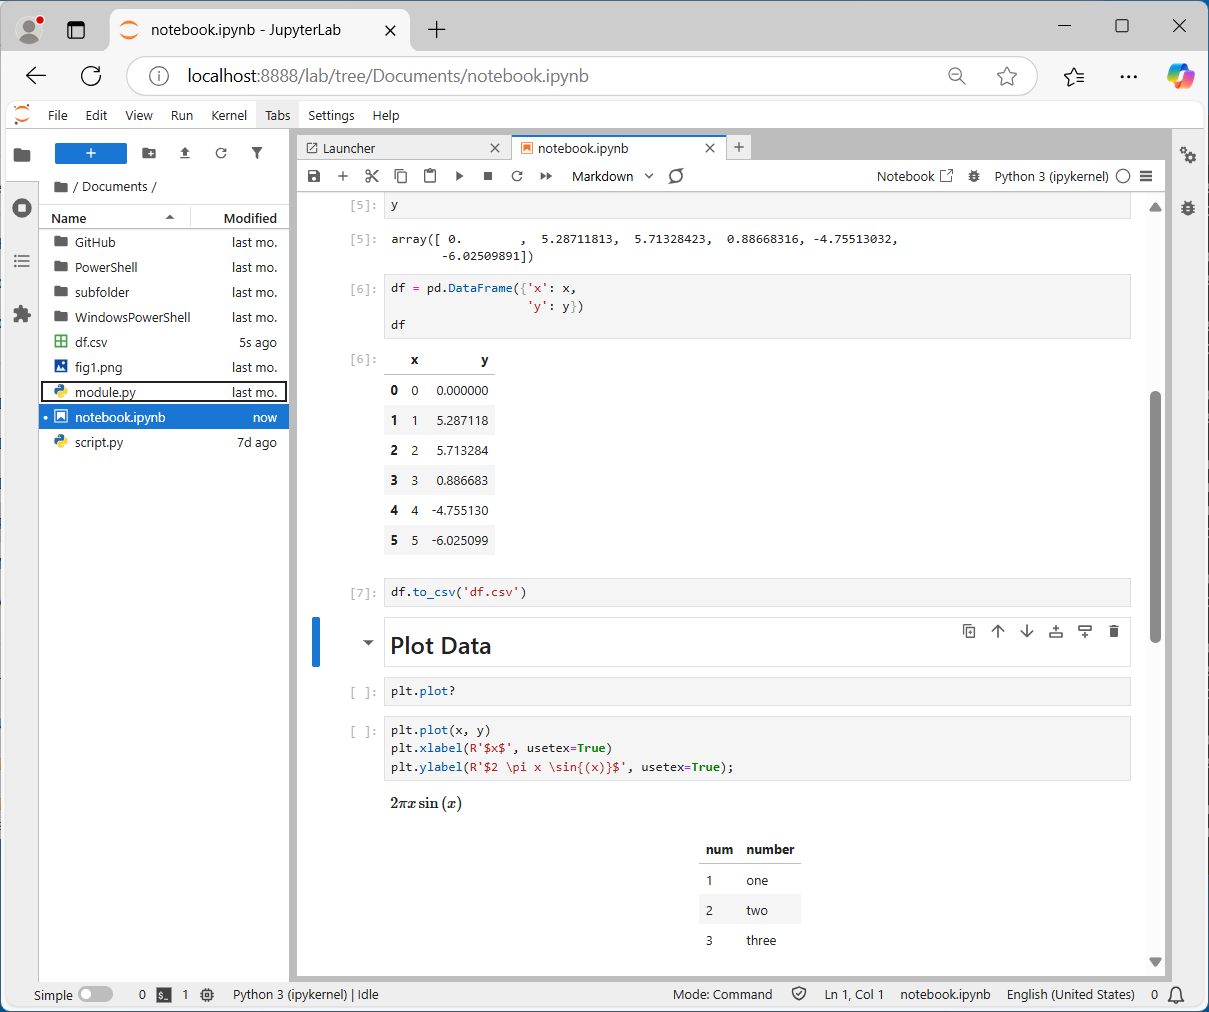 notebook.ipynb - JupyterLab
localhost:8888/lab/tree/Documents/notebook.ipynb
File Edit View Run Kernel Tabs Settings Help
/ Documents /
Name Modified
GitHub last mo.
PowerShell last mo.
subfolder last mo.
WindowsPowerShell last mo.
df.csv 5s ago
fig1.png last mo.
module.py last mo.
notebook.ipynb now
script.py 7d ago
Launcher notebook.ipynb
Markdown Notebook Python 3 (ipykernel)
[5]: y
[5]: array([ 0.        ,  5.28711813,  5.71328423,  0.88668316, -4.75513032,
-6.02509891])
[6]: df = pd.DataFrame({'x': x,
'y': y})
df
[6]: x y
0 0 0.000000
1 1 5.287118
2 2 5.713284
3 3 0.886683
4 4 -4.755130
5 5 -6.025099
[7]: df.to_csv('df.csv')
Plot Data
[ ]: plt.plot?
[ ]: plt.plot(x, y)
plt.xlabel(R'$x$', usetex=True)
plt.ylabel(R'$2 \pi x \sin{(x)}$', usetex=True);
2πx sin (x)
num number
1 one
2 two
3 three
Simple 0 $_ 1 Python 3 (ipykernel) | Idle Mode: Command Ln 1, Col 1 notebook.ipynb English (United States) 0